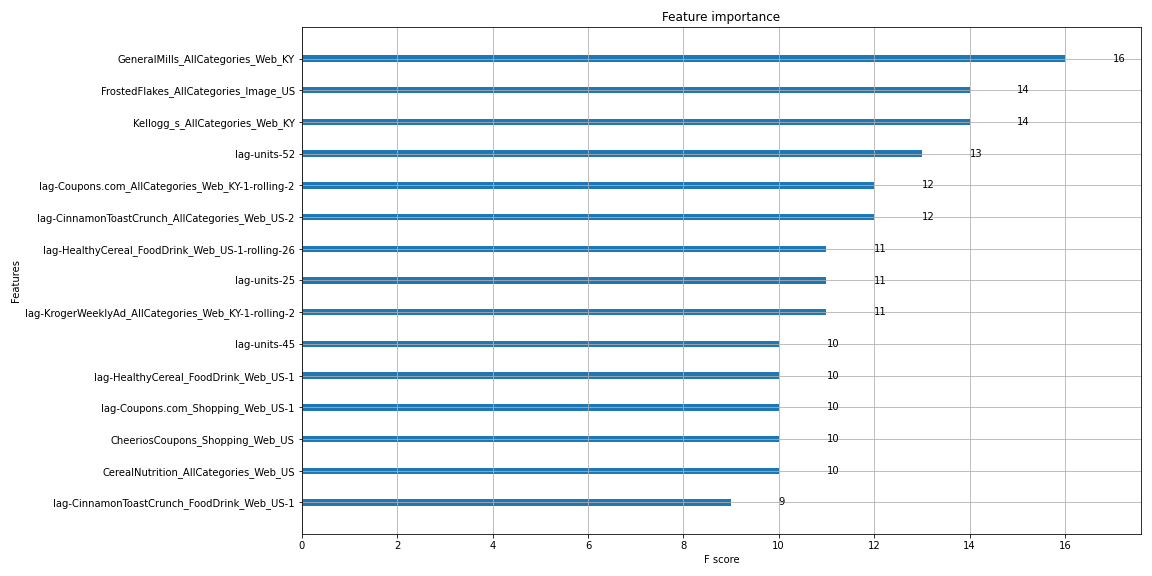 Feature importance
Features
GeneralMills_AllCategories_Web_KY 16
FrostedFlakes_AllCategories_Image_US 14
Kellogg_s_AllCategories_Web_KY 14
lag-units-52 13
lag-Coupons.com_AllCategories_Web_KY-1-rolling-2 12
lag-CinnamonToastCrunch_AllCategories_Web_US-2 12
lag-HealthyCereal_FoodDrink_Web_US-1-rolling-26 11
lag-units-25 11
lag-KrogerWeeklyAd_AllCategories_Web_KY-1-rolling-2 11
lag-units-45 10
lag-HealthyCereal_FoodDrink_Web_US-1 10
lag-Coupons.com_Shopping_Web_US-1 10
CheeriosCoupons_Shopping_Web_US 10
CerealNutrition_AllCategories_Web_US 10
lag-CinnamonToastCrunch_FoodDrink_Web_US-1 9
0 2 4 6 8 10 12 14 16
F score